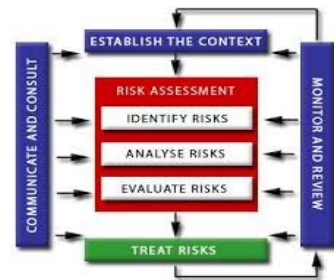 ESTABLISH THE CONTEXT
COMMUNICATE AND CONSULT
RISK ASSESSMENT
IDENTIFY RISKS
ANALYSE RISKS
EVALUATE RISKS
MONITOR AND REVIEW
TREAT RISKS